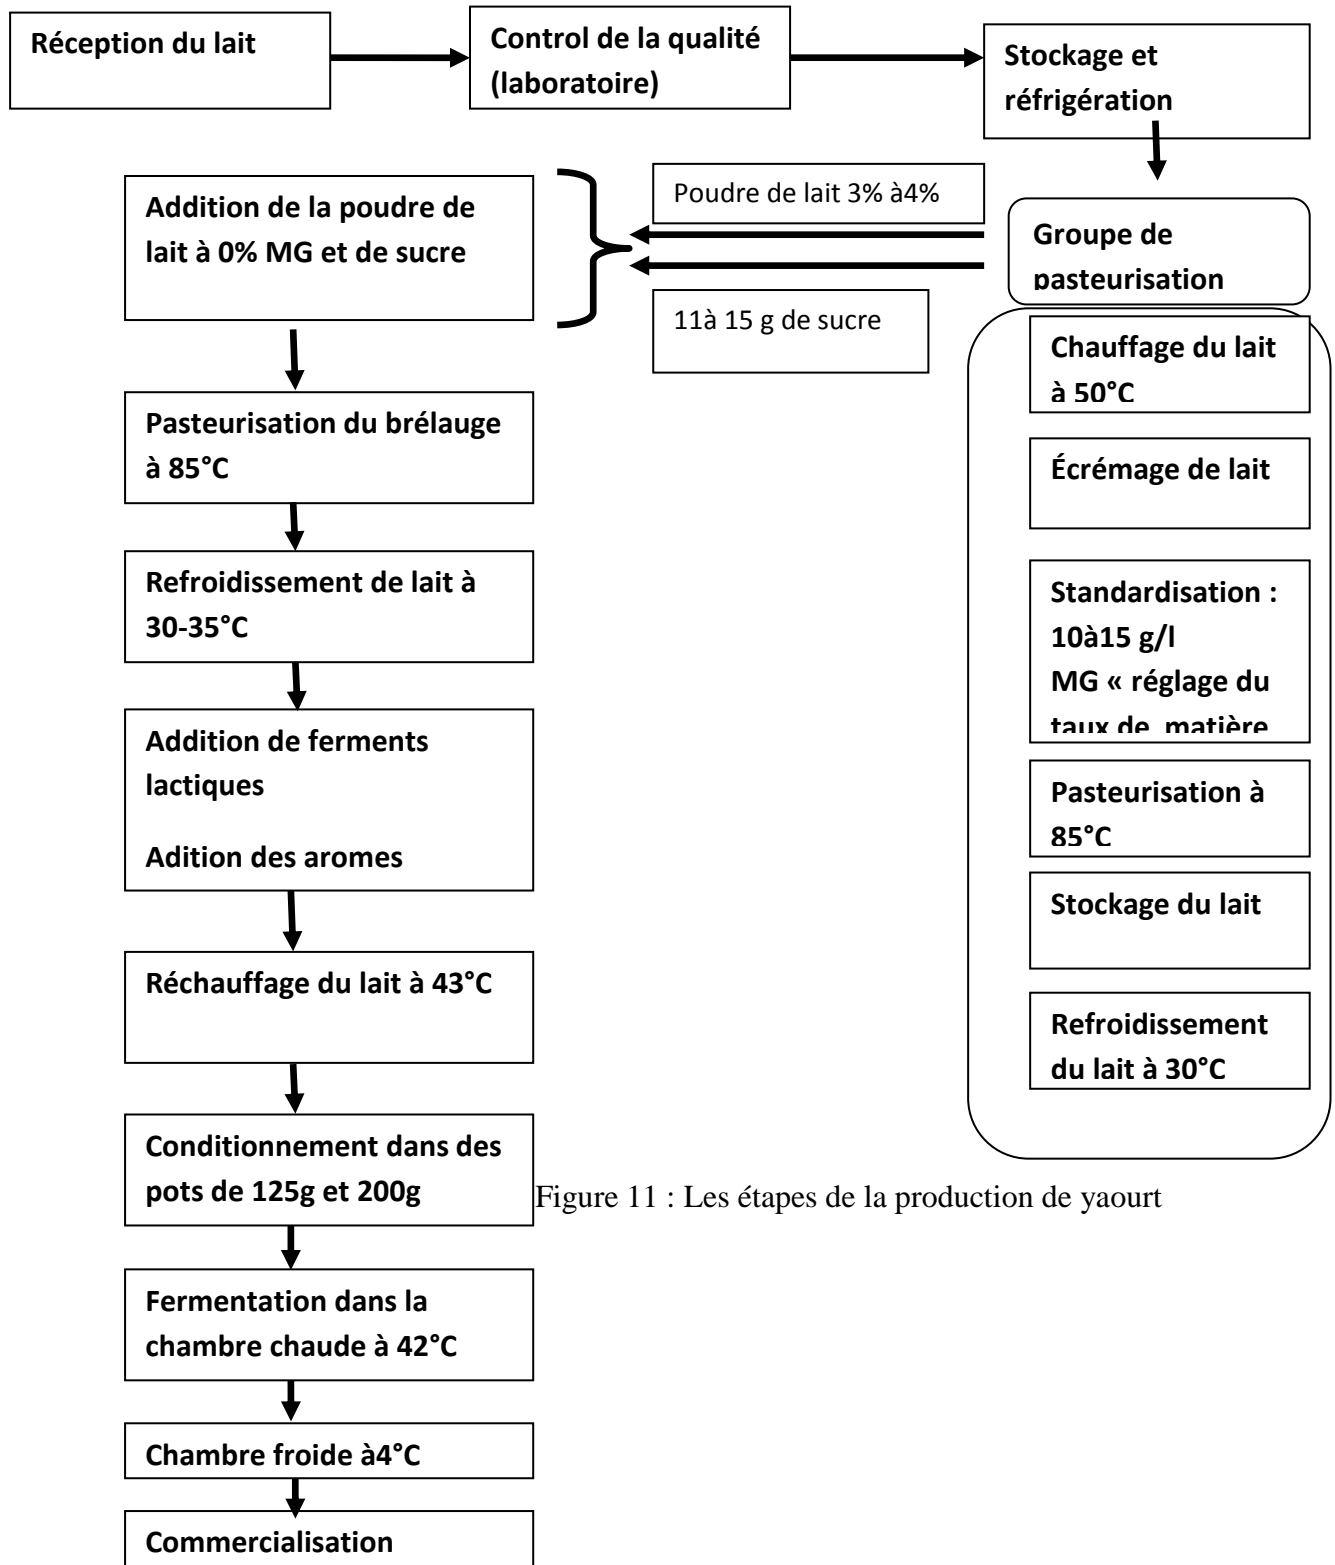 Réception du lait
Control de la qualité
(laboratoire)
Stockage et
réfrigération
Groupe de
pasteurisation
Chauffage du lait
à 50°C
Écrémage de lait
Standardisation :
10à15 g/l
MG « réglage du
taux de matière
Pasteurisation à
85°C
Stockage du lait
Refroidissement
du lait à 30°C
Poudre de lait 3% à4%
11à 15 g de sucre
Addition de la poudre de
lait à 0% MG et de sucre
Pasteurisation du brélauge
à 85°C
Refroidissement de lait à
30-35°C
Addition de ferments
lactiques
Adition des aromes
Réchauffage du lait à 43°C
Conditionnement dans des
pots de 125g et 200g
Fermentation dans la
chambre chaude à 42°C
Chambre froide à4°C
Commercialisation
Figure 11 : Les étapes de la production de yaourt